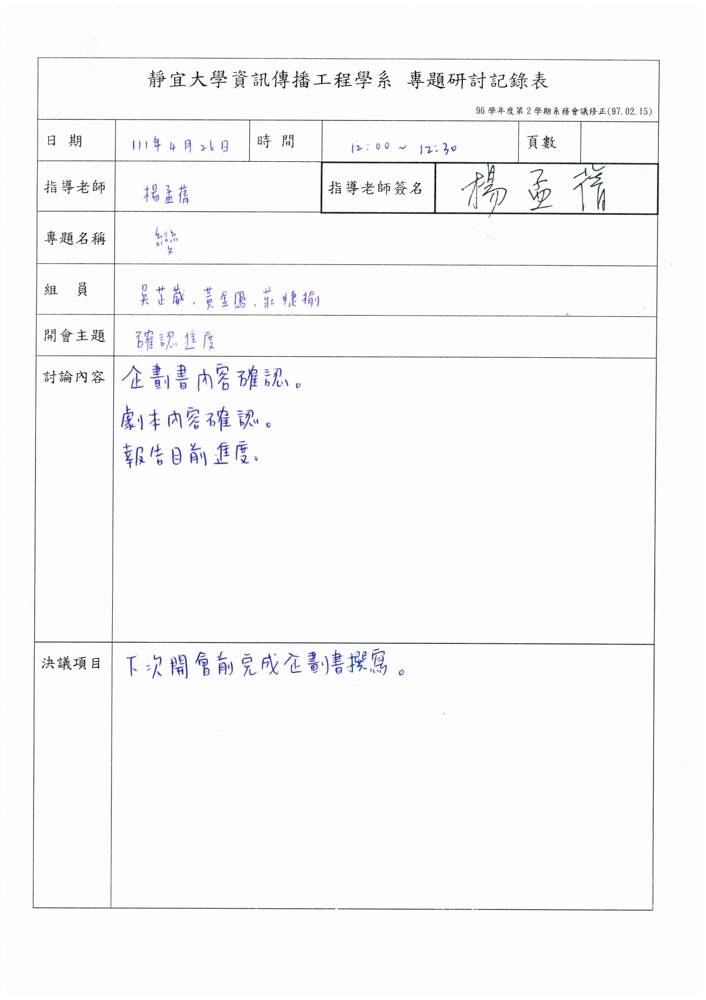 靜宜大學資訊傳播工程學系 專題研討記錄表
96 學年度第 2 學期系務會議修正(97.02.15)
日 期 111年 4 月 26 日 時 間 12:00 ~ 12:30 頁數
指導老師 楊孟蒨 指導老師簽名 楊孟蒨
專題名稱 變
組 員 吳芷葳、黃金鳳、莊婕榆
開會主題 確認進度
討論內容 企劃書內容確認。
劇本內容確認。
報告目前進度。
決議項目 下次開會前完成企劃書撰寫。